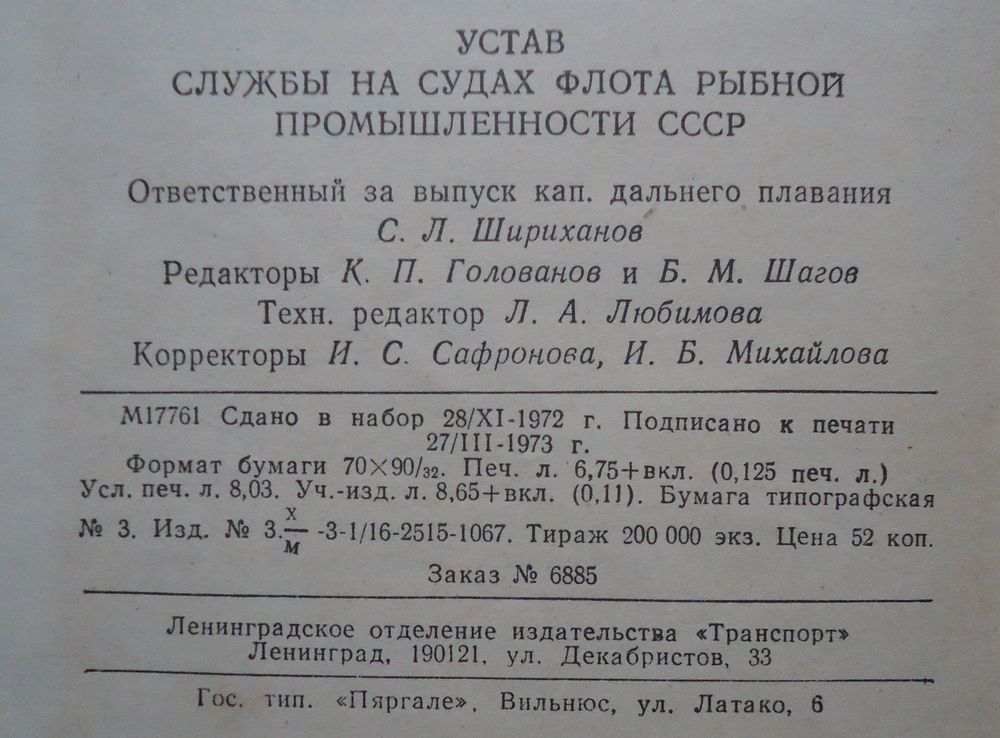 УСТАВ
СЛУЖБЫ НА СУДАХ ФЛОТА РЫБНОЙ
ПРОМЫШЛЕННОСТИ СССР
Ответственный за выпуск кап. дальнего плавания
С. Л. Шириханов
Редакторы К. П. Голованов и Б. М. Шагов
Техн. редактор Л. А. Любимова
Корректоры И. С. Сафронова, И. Б. Михайлова
М17761 Сдано в набор 28/XI-1972 г. Подписано к печати
27/III-1973 г.
Формат бумаги 70×90/32. Печ. л. 6,75+вкл. (0,125 печ. л.)
Усл. печ. л. 8,03. Уч.-изд. л. 8,65+вкл. (0,11). Бумага типографская
№ 3. Изд. № 3. Х/М -3-1/16-2515-1067. Тираж 200 000 экз. Цена 52 коп.
Заказ № 6885
Ленинградское отделение издательства «Транспорт»
Ленинград, 190121, ул. Декабристов, 33
Гос. тип. «Пяргале», Вильнюс, ул. Латако, 6